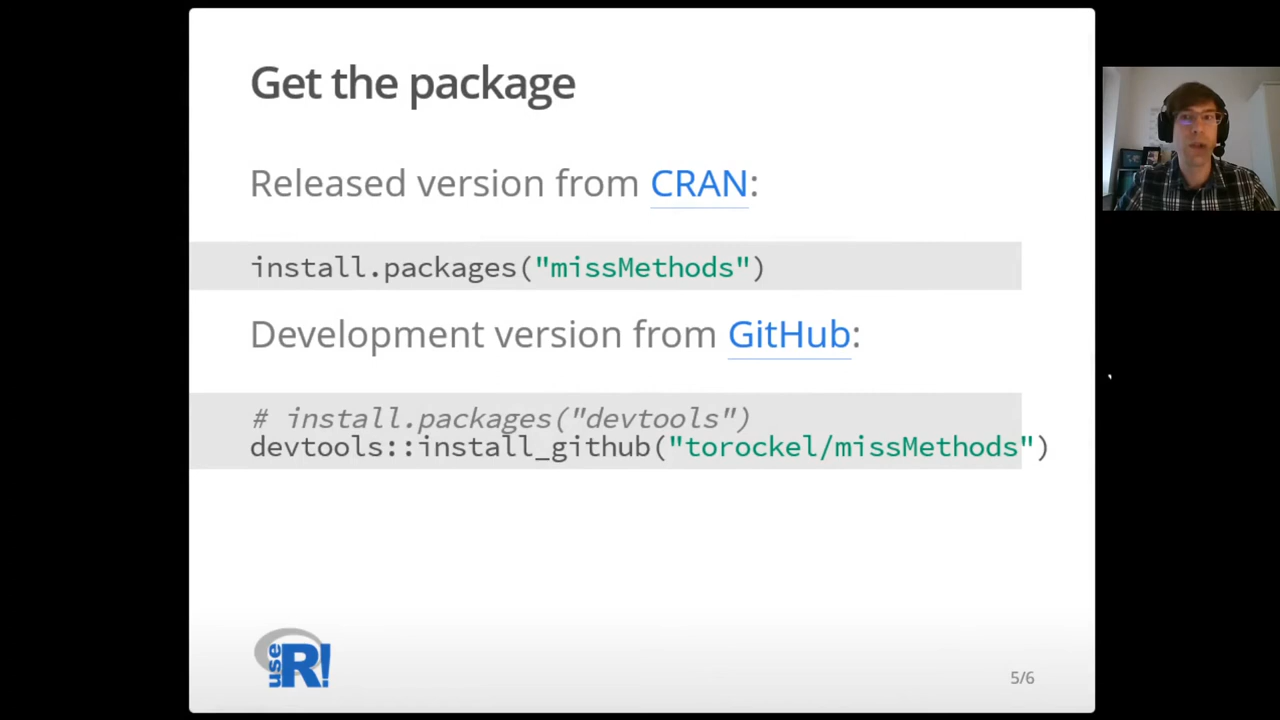 Get the package
Released version from CRAN:
install.packages("missMethods")
Development version from GitHub:
# install.packages("devtools")
devtools::install_github("torockel/missMethods")
use R!
5/6